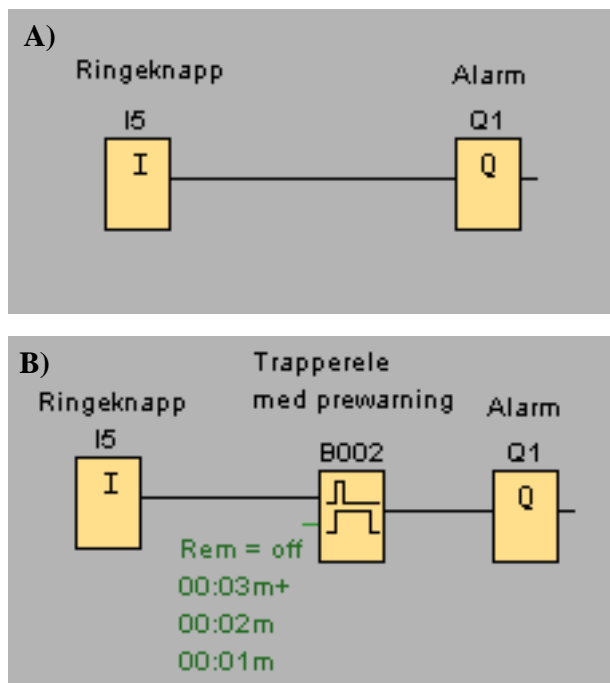 A)
Ringeknapp
Alarm
I5
Q1
I
Q
B)
Trapperele
med prewarning
Ringeknapp
Alarm
I5
B002
Q1
I
Q
Rem = off
00:03m+
00:02m
00:01m